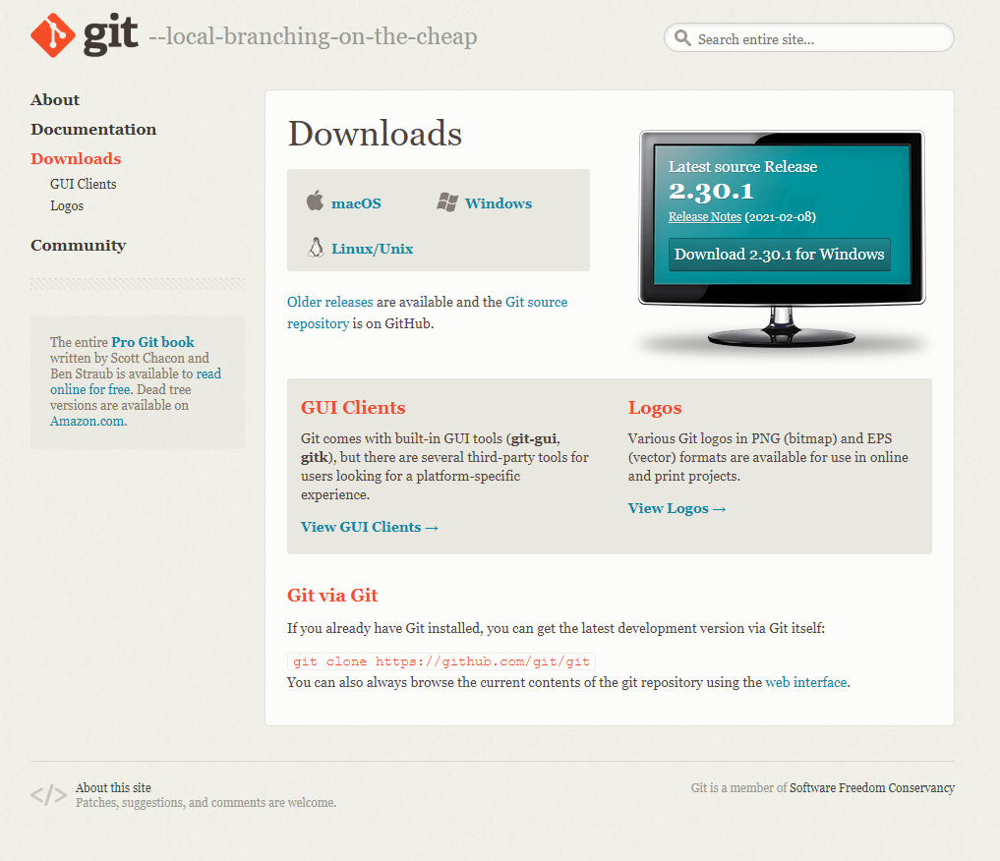 git --local-branching-on-the-cheap
Search entire site...
About
Documentation
Downloads
GUI Clients
Logos
Community
The entire Pro Git book
written by Scott Chacon and
Ben Straub is available to read
online for free. Dead tree
versions are available on
Amazon.com.
Downloads
macOS
Windows
Linux/Unix
Older releases are available and the Git source
repository is on GitHub.
Latest source Release
2.30.1
Release Notes (2021-02-08)
Download 2.30.1 for Windows
GUI Clients
Git comes with built-in GUI tools (git-gui,
gitk), but there are several third-party tools for
users looking for a platform-specific
experience.
View GUI Clients →
Logos
Various Git logos in PNG (bitmap) and EPS
(vector) formats are available for use in online
and print projects.
View Logos →
Git via Git
If you already have Git installed, you can get the latest development version via Git itself:
git clone https://github.com/git/git
You can also always browse the current contents of the git repository using the web interface.
</> About this site
Patches, suggestions, and comments are welcome.
Git is a member of Software Freedom Conservancy